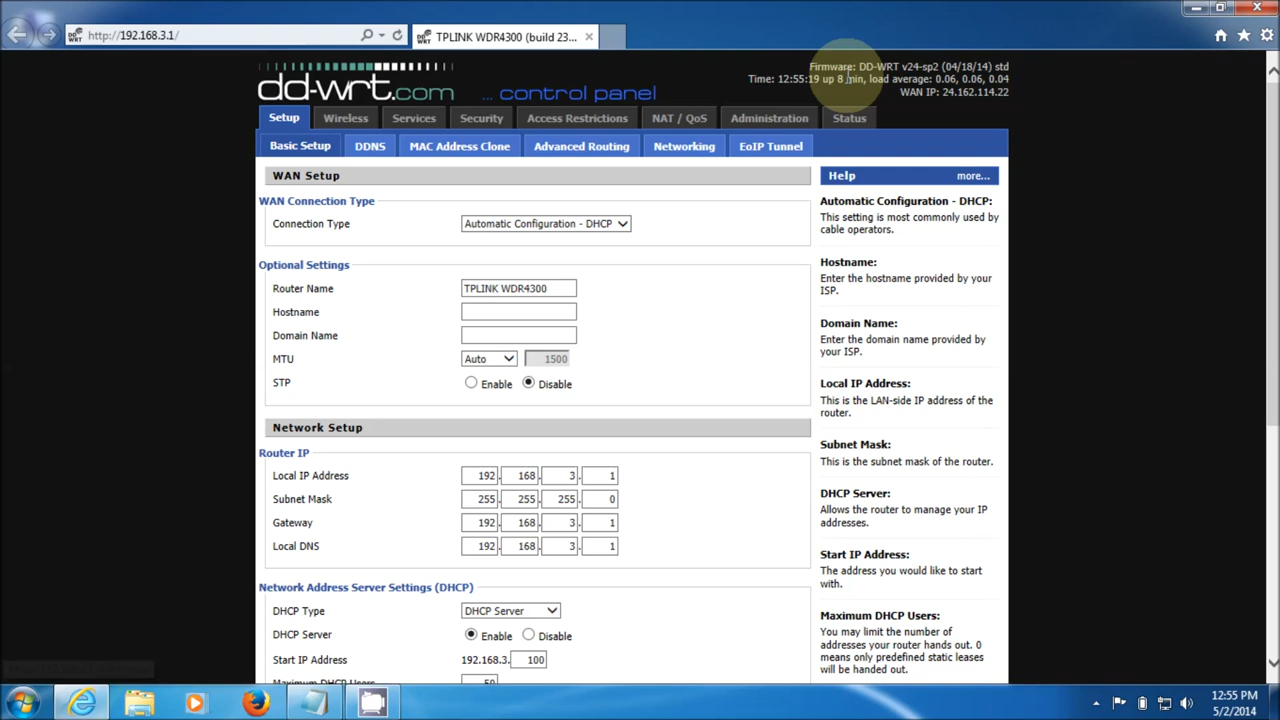 http://192.168.3.1/
TPLINK WDR4300 (build 23...
dd-wrt.com ... control panel
Firmware: DD-WRT v24-sp2 (04/18/14) std
Time: 12:55:19 up 8 min, load average: 0.06, 0.06, 0.04
WAN IP: 24.162.114.22
Setup Wireless Services Security Access Restrictions NAT / QoS Administration Status
Basic Setup DDNS MAC Address Clone Advanced Routing Networking EoIP Tunnel
WAN Setup
WAN Connection Type
Connection Type Automatic Configuration - DHCP
Optional Settings
Router Name TPLINK WDR4300
Hostname
Domain Name
MTU Auto 1500
STP Enable Disable
Network Setup
Router IP
Local IP Address 192. 168. 3. 1
Subnet Mask 255. 255. 255. 0
Gateway 192. 168. 3. 1
Local DNS 192. 168. 3. 1
Network Address Server Settings (DHCP)
DHCP Type DHCP Server
DHCP Server Enable Disable
Start IP Address 192.168.3. 100
Maximum DHCP Users 50
Help more...
Automatic Configuration - DHCP:
This setting is most commonly used by
cable operators.
Hostname:
Enter the hostname provided by your
ISP.
Domain Name:
Enter the domain name provided by
your ISP.
Local IP Address:
This is the LAN-side IP address of the
router.
Subnet Mask:
This is the subnet mask of the router.
DHCP Server:
Allows the router to manage your IP
addresses.
Start IP Address:
The address you would like to start
with.
Maximum DHCP Users:
You may limit the number of
addresses your router hands out. 0
means only predefined static leases
will be handed out.
12:55 PM
5/2/2014